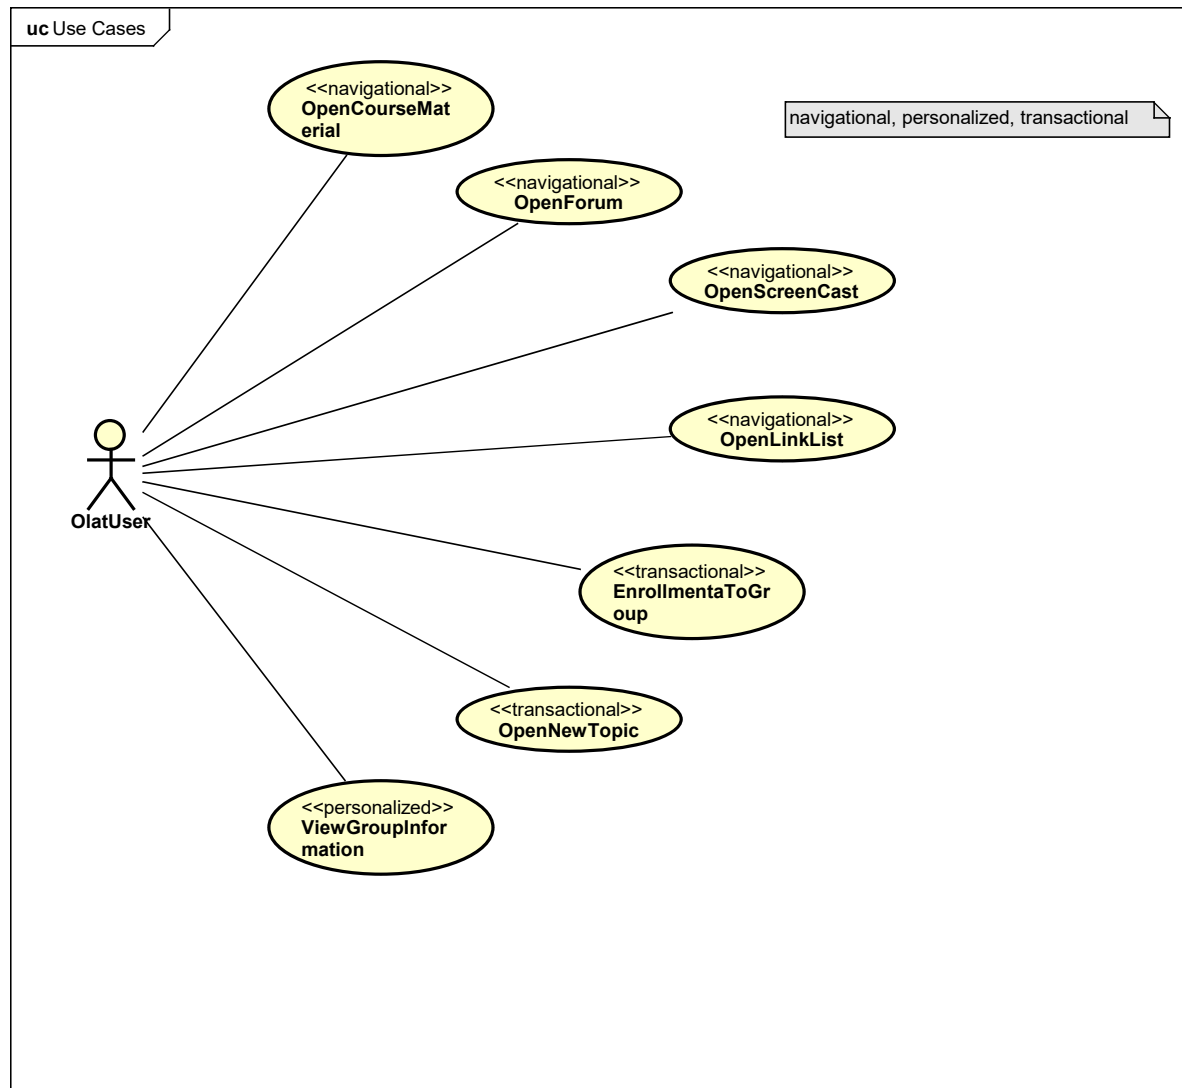 uc Use Cases
<<navigational>>
OpenCourseMat
erial
navigational, personalized, transactional
<<navigational>>
OpenForum
<<navigational>>
OpenScreenCast
<<navigational>>
OpenLinkList
OlatUser
<<transactional>>
EnrollmentaToGr
oup
<<transactional>>
OpenNewTopic
<<personalized>>
ViewGroupInfor
mation